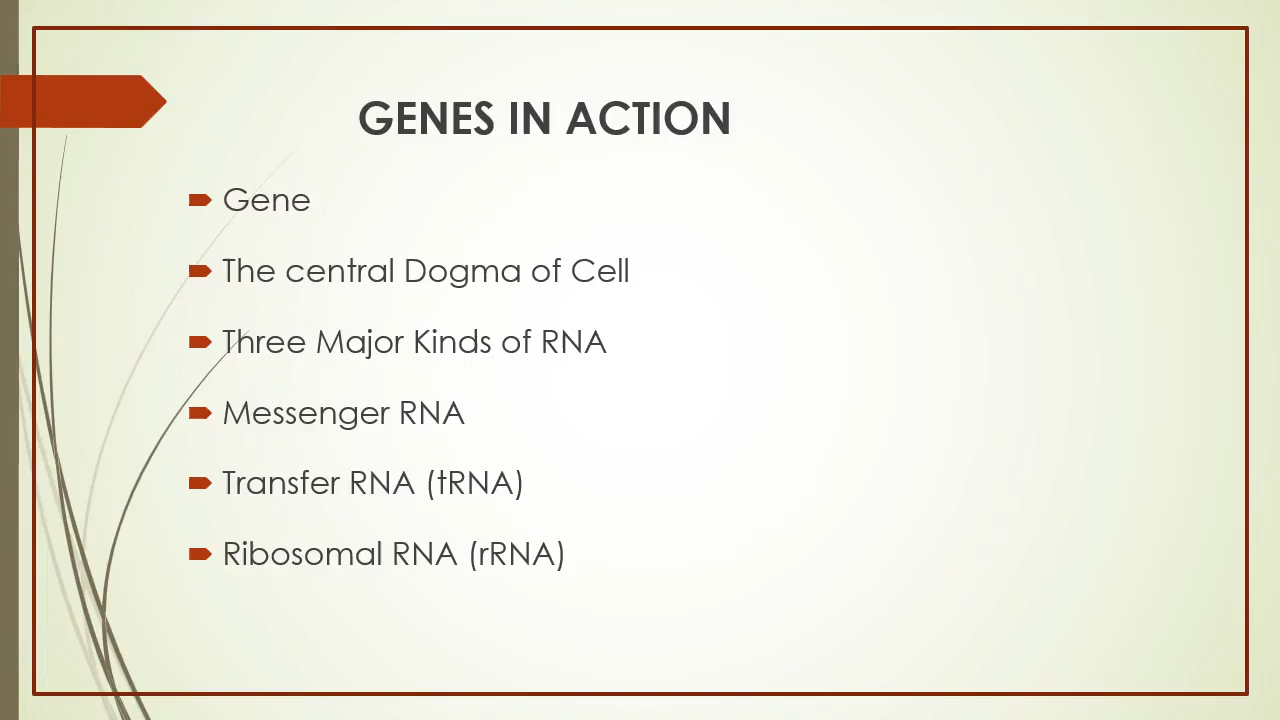 GENES IN ACTION
Gene
The central Dogma of Cell
Three Major Kinds of RNA
Messenger RNA
Transfer RNA (tRNA)
Ribosomal RNA (rRNA)